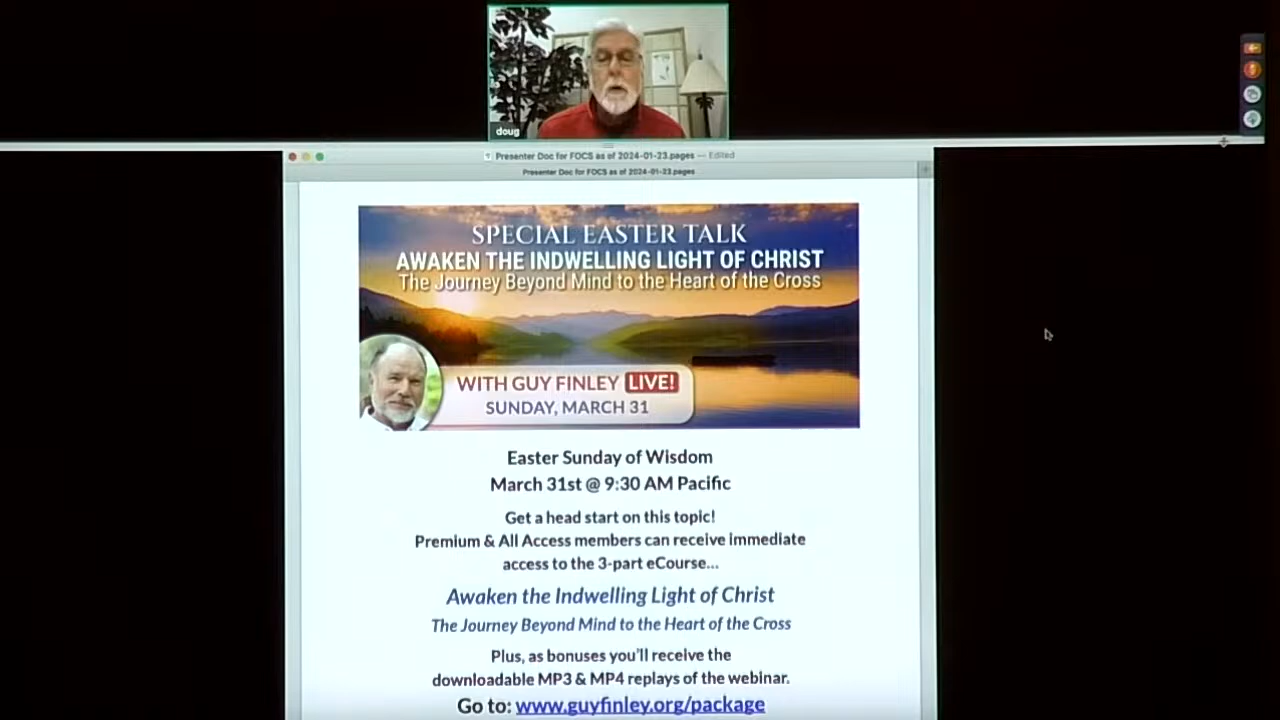 doug
Presenter Doc for FOCS as of 2024-01-23.pages — Edited
Presenter Doc for FOCS as of 2024-01-23.pages
SPECIAL EASTER TALK
AWAKEN THE INDWELLING LIGHT OF CHRIST
The Journey Beyond Mind to the Heart of the Cross
WITH GUY FINLEY LIVE!
SUNDAY, MARCH 31
Easter Sunday of Wisdom
March 31st @ 9:30 AM Pacific
Get a head start on this topic!
Premium & All Access members can receive immediate
access to the 3-part eCourse...
Awaken the Indwelling Light of Christ
The Journey Beyond Mind to the Heart of the Cross
Plus, as bonuses you'll receive the
downloadable MP3 & MP4 replays of the webinar.
Go to: www.guyfinley.org/package